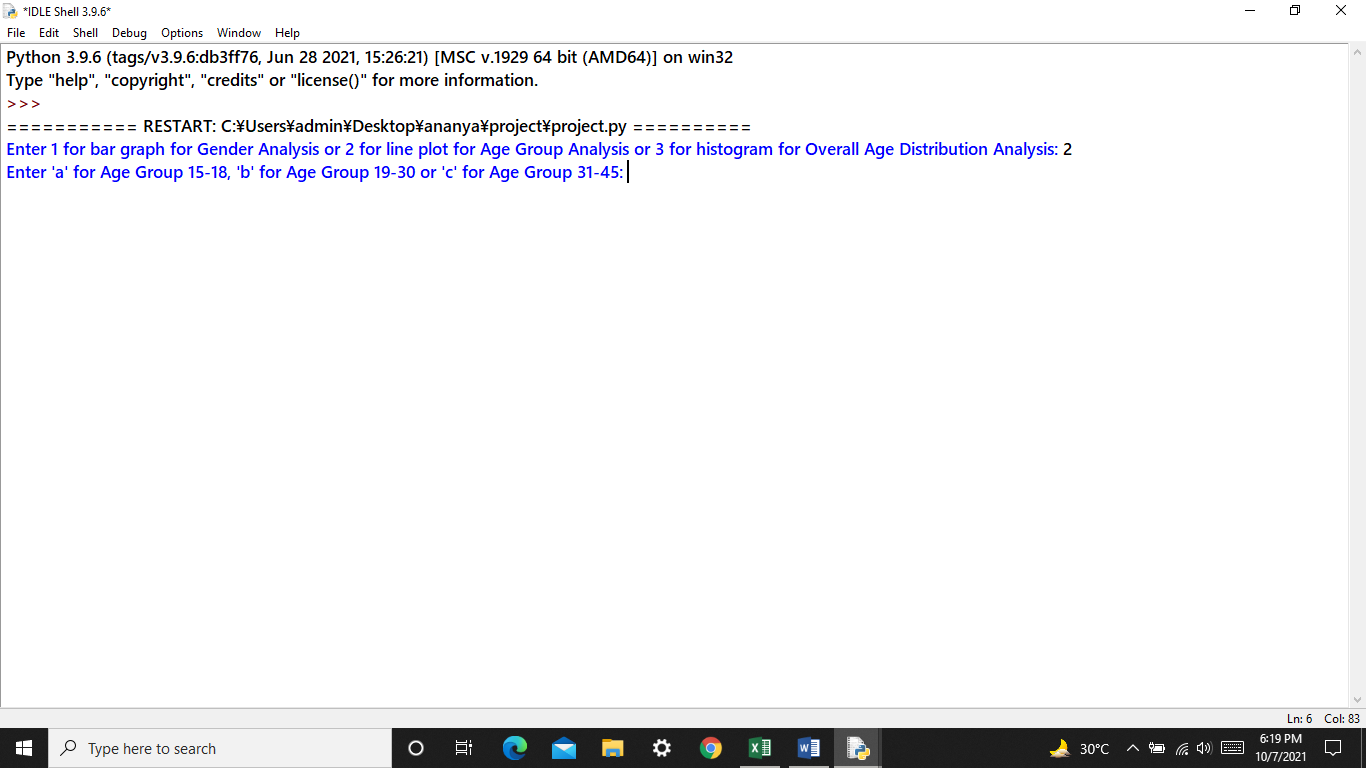 *IDLE Shell 3.9.6*
File Edit Shell Debug Options Window Help
Python 3.9.6 (tags/v3.9.6:db3ff76, Jun 28 2021, 15:26:21) [MSC v.1929 64 bit (AMD64)] on win32
Type "help", "copyright", "credits" or "license()" for more information.
>>>
=========== RESTART: C:¥Users¥admin¥Desktop¥ananya¥project¥project.py ==========
Enter 1 for bar graph for Gender Analysis or 2 for line plot for Age Group Analysis or 3 for histogram for Overall Age Distribution Analysis: 2
Enter 'a' for Age Group 15-18, 'b' for Age Group 19-30 or 'c' for Age Group 31-45:
Ln: 6 Col: 83
Type here to search
30°C
6:19 PM
10/7/2021